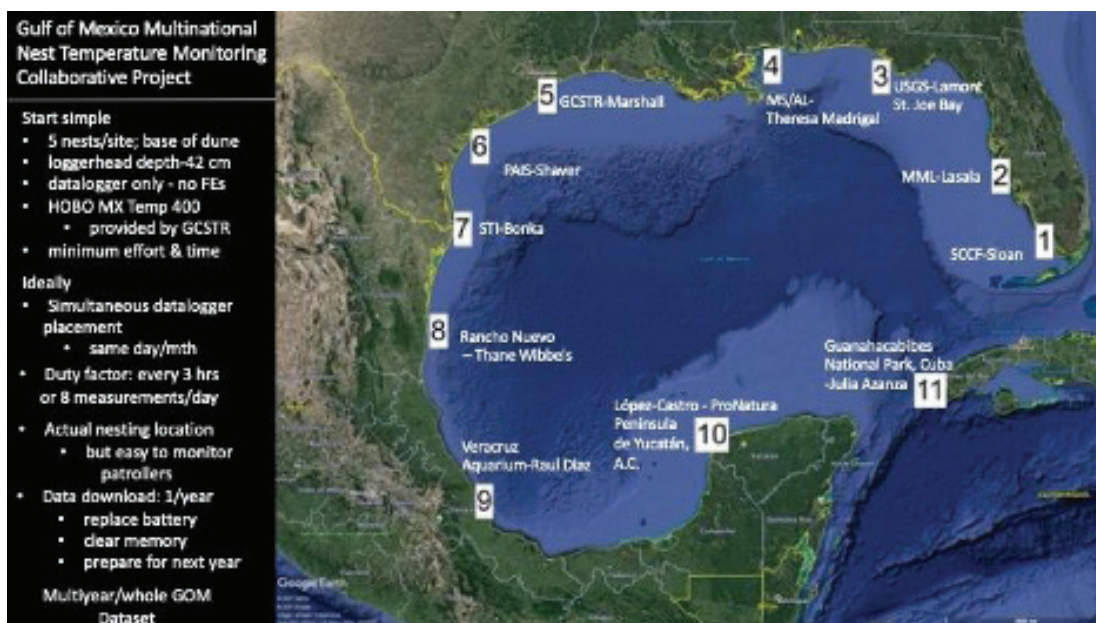 Gulf of Mexico Multinational
Nest Temperature Monitoring
Collaborative Project
Start simple
• 5 nests/site; base of dune
• loggerhead depth-42 cm
• datalogger only - no FEs
• HOBO MX Temp 400
• provided by GCSTR
• minimum effort & time
Ideally
• Simultaneous datalogger
placement
• same day/mth
• Duty factor: every 3 hrs
or 8 measurements/day
• Actual nesting location
• but easy to monitor
patrollers
• Data download: 1/year
• replace battery
• clear memory
• prepare for next year
Multiyear/whole GOM
Dataset
4
MS/AL-
Theresa Madrigal
3
USGS-Lamont
St. Joe Bay
5
GCSTR-Marshall
6
PAIS-Shaver
2
MML-Lasala
7
STI-Bonka
1
SCCF-Sloan
8
Rancho Nuevo
– Thane Wibbels
Guanahacabibes
National Park, Cuba
-Julia Azanza
11
López-Castro - ProNatura
Peninsula
de Yucatán,
A.C.
10
Veracruz
Aquarium-Raul Diaz
9
Google Earth